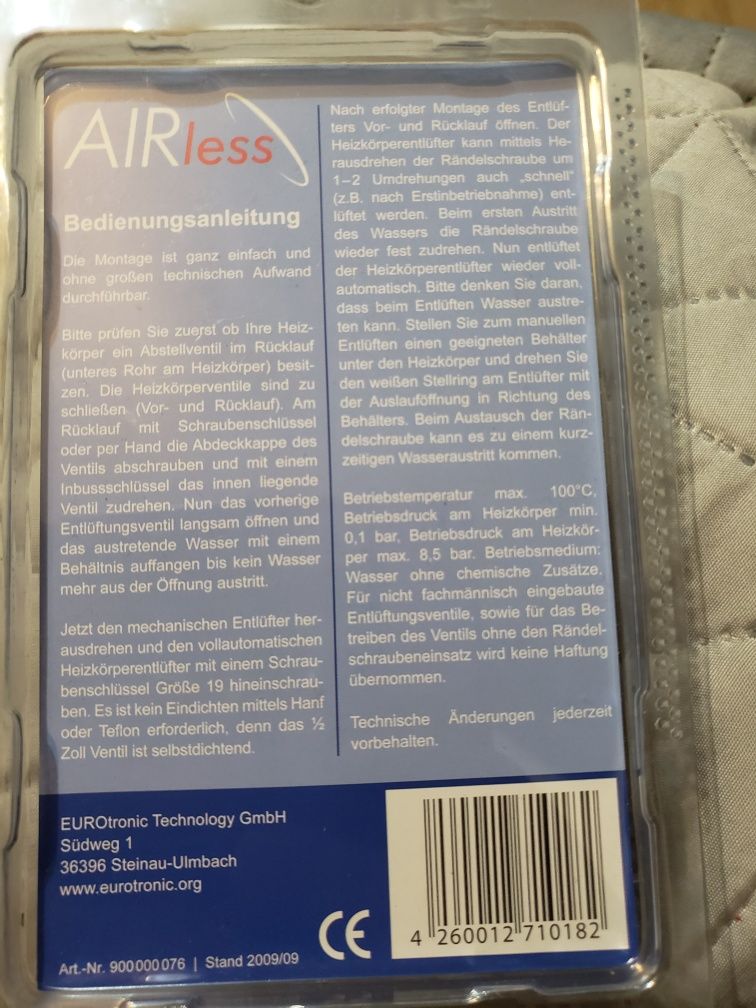 AIRless
Bedienungsanleitung
Die Montage ist ganz einfach und
ohne großen technischen Aufwand
durchführbar.
Bitte prüfen Sie zuerst ob Ihre Heiz-
körper ein Abstellventil im Rücklauf
(unteres Rohr am Heizkörper) besit-
zen. Die Heizkörperventile sind zu
schließen (Vor- und Rücklauf). Am
Rücklauf mit Schraubenschlüssel
oder per Hand die Abdeckkappe des
Ventils abschrauben und mit einem
Inbussschlüssel das innen liegende
Ventil zudrehen. Nun das vorherige
Entlüftungsventil langsam öffnen und
das austretende Wasser mit einem
Behältnis auffangen bis kein Wasser
mehr aus der Öffnung austritt.
Jetzt den mechanischen Entlüfter her-
ausdrehen und den vollautomatischen
Heizkörperentlüfter mit einem Schrau-
benschlüssel Größe 19 hineinschrau-
ben. Es ist kein Eindichten mittels Hanf
oder Teflon erforderlich, denn das ½
Zoll Ventil ist selbstdichtend.
Nach erfolgter Montage des Entlüf-
ters Vor- und Rücklauf öffnen. Der
Heizkörperentlüfter kann mittels He-
rausdrehen der Rändelschraube um
1–2 Umdrehungen auch „schnell"
(z.B. nach Erstinbetriebnahme) ent-
lüftet werden. Beim ersten Austritt
des Wassers die Rändelschraube
wieder fest zudrehen. Nun entlüftet
der Heizkörperentlüfter wieder voll-
automatisch. Bitte denken Sie daran,
dass beim Entlüften Wasser austre-
ten kann. Stellen Sie zum manuellen
Entlüften einen geeigneten Behälter
unter den Heizkörper und drehen Sie
den weißen Stellring am Entlüfter mit
der Auslauföffnung in Richtung des
Behälters. Beim Austausch der Rän-
delschraube kann es zu einem kurz-
zeitigen Wasseraustritt kommen.
Betriebstemperatur max. 100°C,
Betriebsdruck am Heizkörper min.
0,1 bar, Betriebsdruck am Heizkör-
per max. 8,5 bar. Betriebsmedium:
Wasser ohne chemische Zusätze.
Für nicht fachmännisch eingebaute
Entlüftungsventile, sowie für das Be-
treiben des Ventils ohne den Rändel-
schraubeneinsatz wird keine Haftung
übernommen.
Technische Änderungen jederzeit
vorbehalten.
EUROtronic Technology GmbH
Südweg 1
36396 Steinau-Ulmbach
www.eurotronic.org
CE
Art.-Nr. 900000076 | Stand 2009/09
4 260012 710182